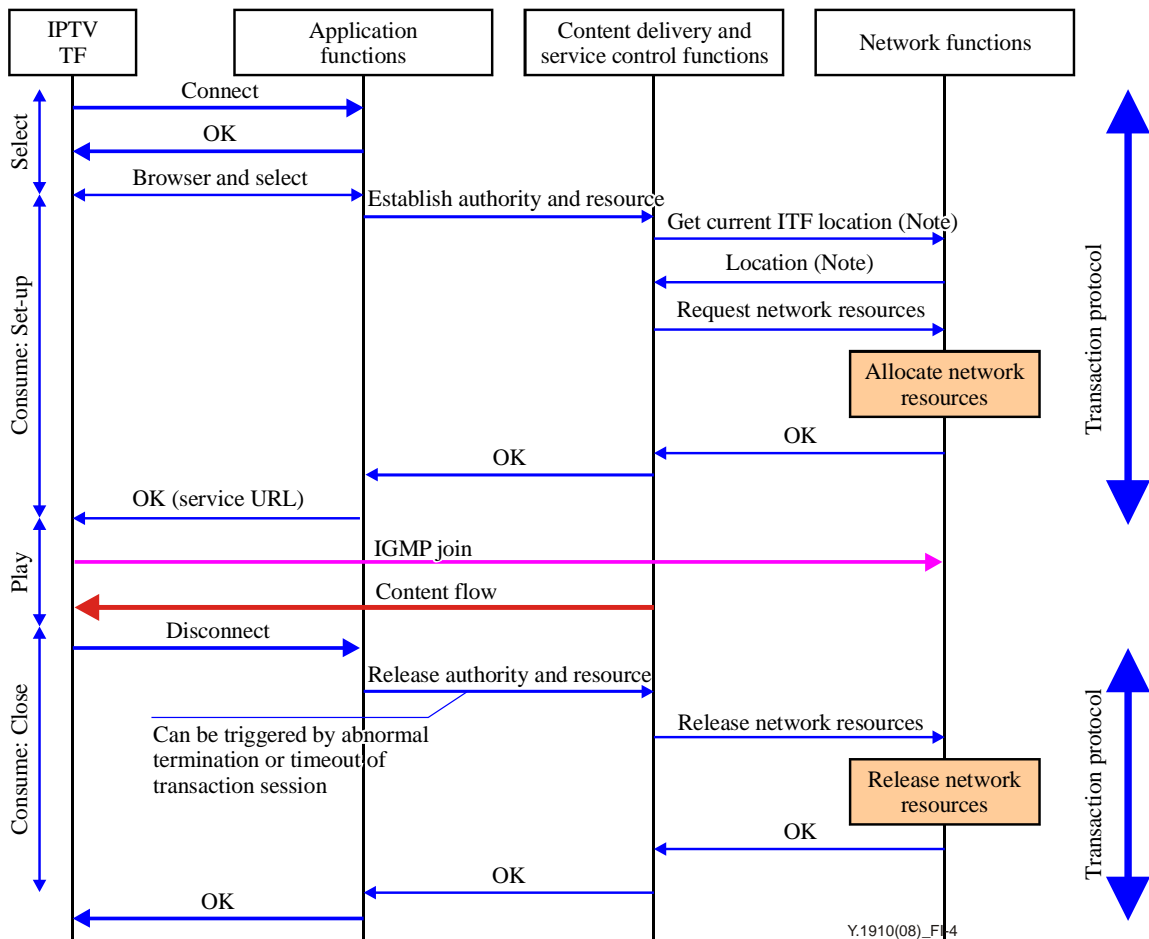 IPTV
TF
Application
functions
Content delivery and
service control functions
Network functions
Connect
OK
Select
Browser and select
Establish authority and resource
Get current ITF location (Note)
Location (Note)
Request network resources
Consume: Set-up
Transaction protocol
Allocate network
resources
OK
OK
OK (service URL)
IGMP join
Play
Content flow
Disconnect
Release authority and resource
Can be triggered by abnormal
termination or timeout of
transaction session
Release network resources
Consume: Close
Transaction protocol
Release network
resources
OK
OK
OK